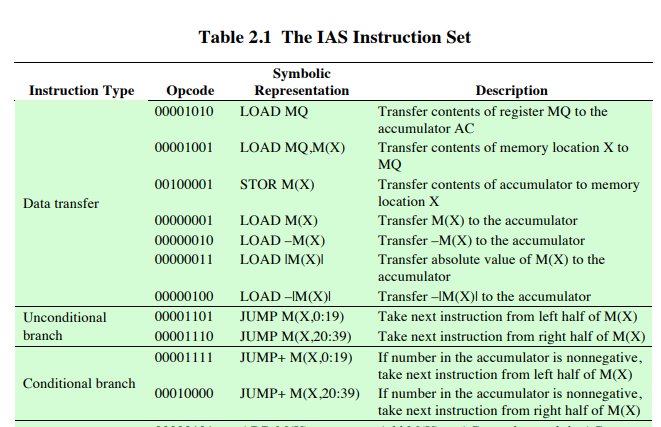 Table 2.1 The IAS Instruction Set
Symbolic
Instruction Type Opcode Representation Description
00001010 LOAD MQ Transfer contents of register MQ to the
accumulator AC
00001001 LOAD MQ,M(X) Transfer contents of memory location X to
MQ
00100001 STOR M(X) Transfer contents of accumulator to memory
location X
Data transfer
00000001 LOAD M(X) Transfer M(X) to the accumulator
00000010 LOAD –M(X) Transfer –M(X) to the accumulator
00000011 LOAD |M(X)| Transfer absolute value of M(X) to the
accumulator
00000100 LOAD –|M(X)| Transfer –|M(X)| to the accumulator
Unconditional 00001101 JUMP M(X,0:19) Take next instruction from left half of M(X)
branch 00001110 JUMP M(X,20:39) Take next instruction from right half of M(X)
00001111 JUMP+ M(X,0:19) If number in the accumulator is nonnegative,
take next instruction from left half of M(X)
Conditional branch
00010000 JUMP+ M(X,20:39) If number in the accumulator is nonnegative,
take next instruction from right half of M(X)